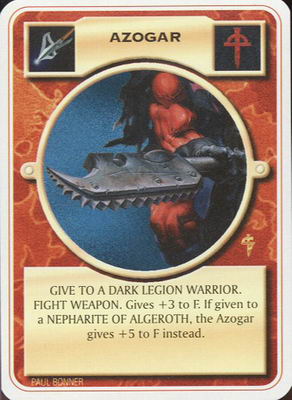 AZOGAR
GIVE TO A DARK LEGION WARRIOR.
FIGHT WEAPON. Gives +3 to F. If given
to a NEPHARITE OF ALGEROTH, the Azogar
gives +5 to F instead.
PAUL BONNER